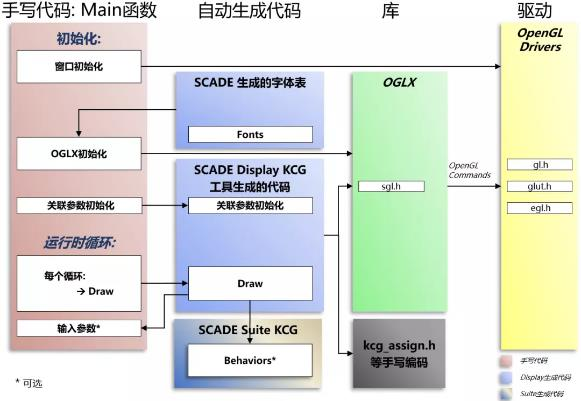 手写代码: Main函数
自动生成代码
库
驱动
初始化:
窗口初始化
OGLX初始化
关联参数初始化
运行时循环:
每个循环:
→ Draw
输入参数*
* 可选
SCADE 生成的字体表
Fonts
SCADE Display KCG
工具生成的代码
关联参数初始化
Draw
SCADE Suite KCG
Behaviors*
OGLX
sgl.h
kcg_assign.h
等手写编码
OpenGL
Commands
OpenGL
Drivers
gl.h
glut.h
egl.h
手写代码
Display生成代码
Suite生成代码